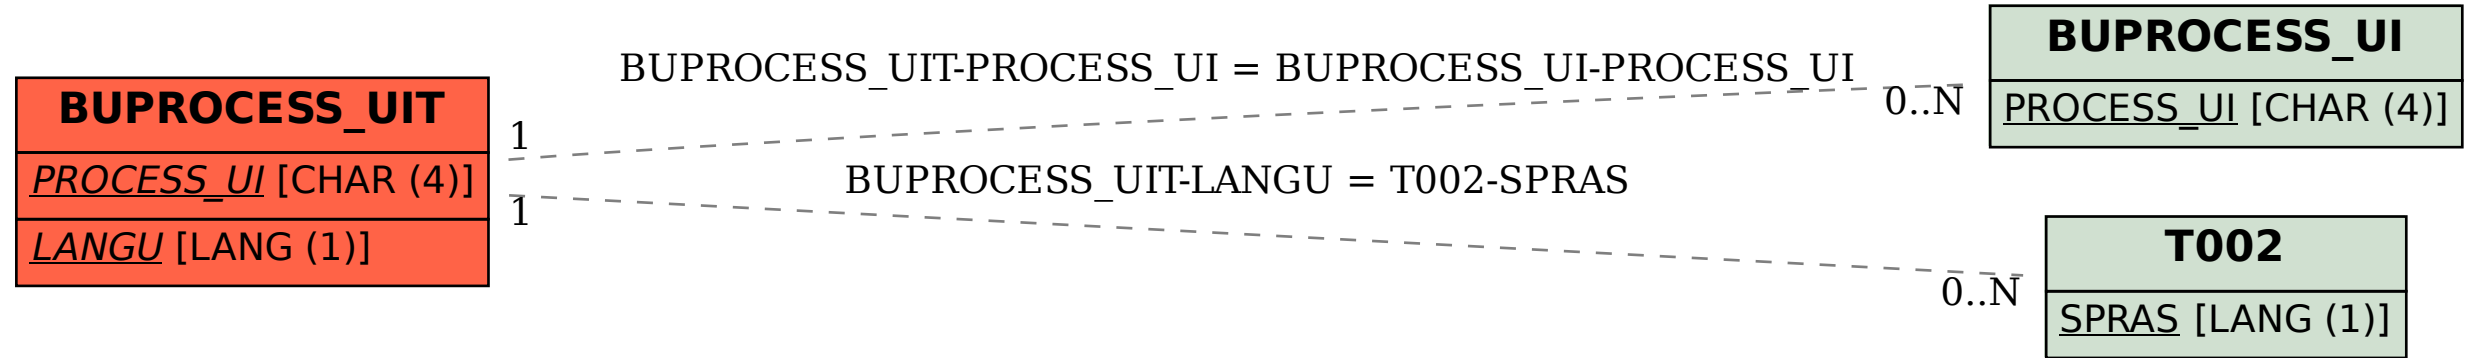 BUPROCESS_UIT
PROCESS_UI [CHAR (4)]
LANGU [LANG (1)]
BUPROCESS_UIT-PROCESS_UI = BUPROCESS_UI-PROCESS_UI
1
0..N
BUPROCESS_UIT-LANGU = T002-SPRAS
1
0..N
BUPROCESS_UI
PROCESS_UI [CHAR (4)]
T002
SPRAS [LANG (1)]